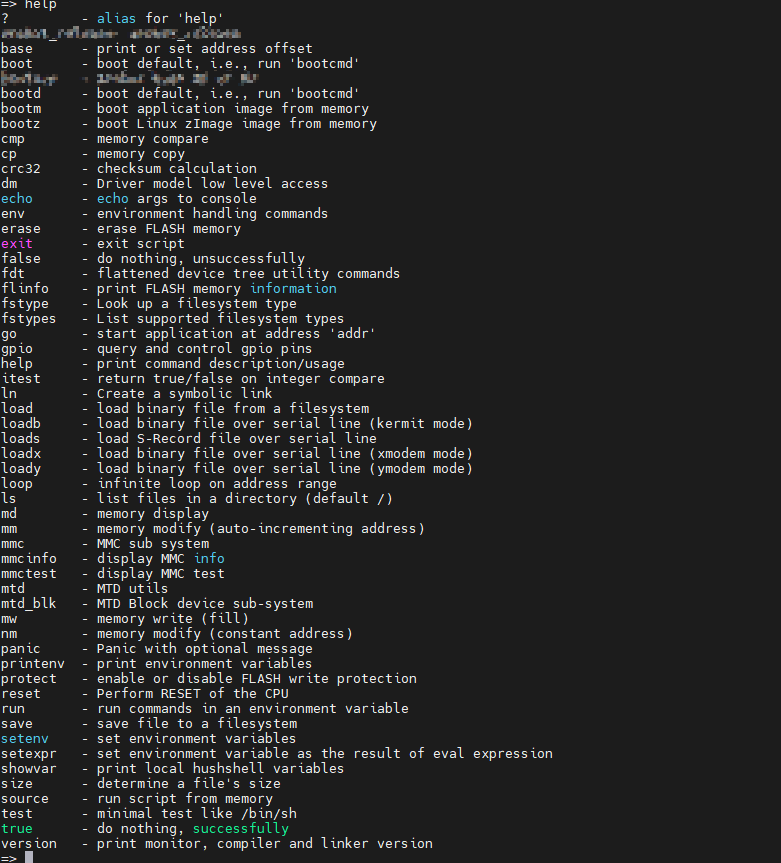 => help
? - alias for 'help'
base - print or set address offset
boot - boot default, i.e., run 'bootcmd'
bootd - boot default, i.e., run 'bootcmd'
bootm - boot application image from memory
bootz - boot Linux zImage image from memory
cmp - memory compare
cp - memory copy
crc32 - checksum calculation
dm - Driver model low level access
echo - echo args to console
env - environment handling commands
erase - erase FLASH memory
exit - exit script
false - do nothing, unsuccessfully
fdt - flattened device tree utility commands
flinfo - print FLASH memory information
fstype - Look up a filesystem type
fstypes - List supported filesystem types
go - start application at address 'addr'
gpio - query and control gpio pins
help - print command description/usage
itest - return true/false on integer compare
ln - Create a symbolic link
load - load binary file from a filesystem
loadb - load binary file over serial line (kermit mode)
loads - load S-Record file over serial line
loadx - load binary file over serial line (xmodem mode)
loady - load binary file over serial line (ymodem mode)
loop - infinite loop on address range
ls - list files in a directory (default /)
md - memory display
mm - memory modify (auto-incrementing address)
mmc - MMC sub system
mmcinfo - display MMC info
mmctest - display MMC test
mtd - MTD utils
mtd_blk - MTD Block device sub-system
mw - memory write (fill)
nm - memory modify (constant address)
panic - Panic with optional message
printenv - print environment variables
protect - enable or disable FLASH write protection
reset - Perform RESET of the CPU
run - run commands in an environment variable
save - save file to a filesystem
setenv - set environment variables
setexpr - set environment variable as the result of eval expression
showvar - print local hushshell variables
size - determine a file's size
source - run script from memory
test - minimal test like /bin/sh
true - do nothing, successfully
version - print monitor, compiler and linker version
=>